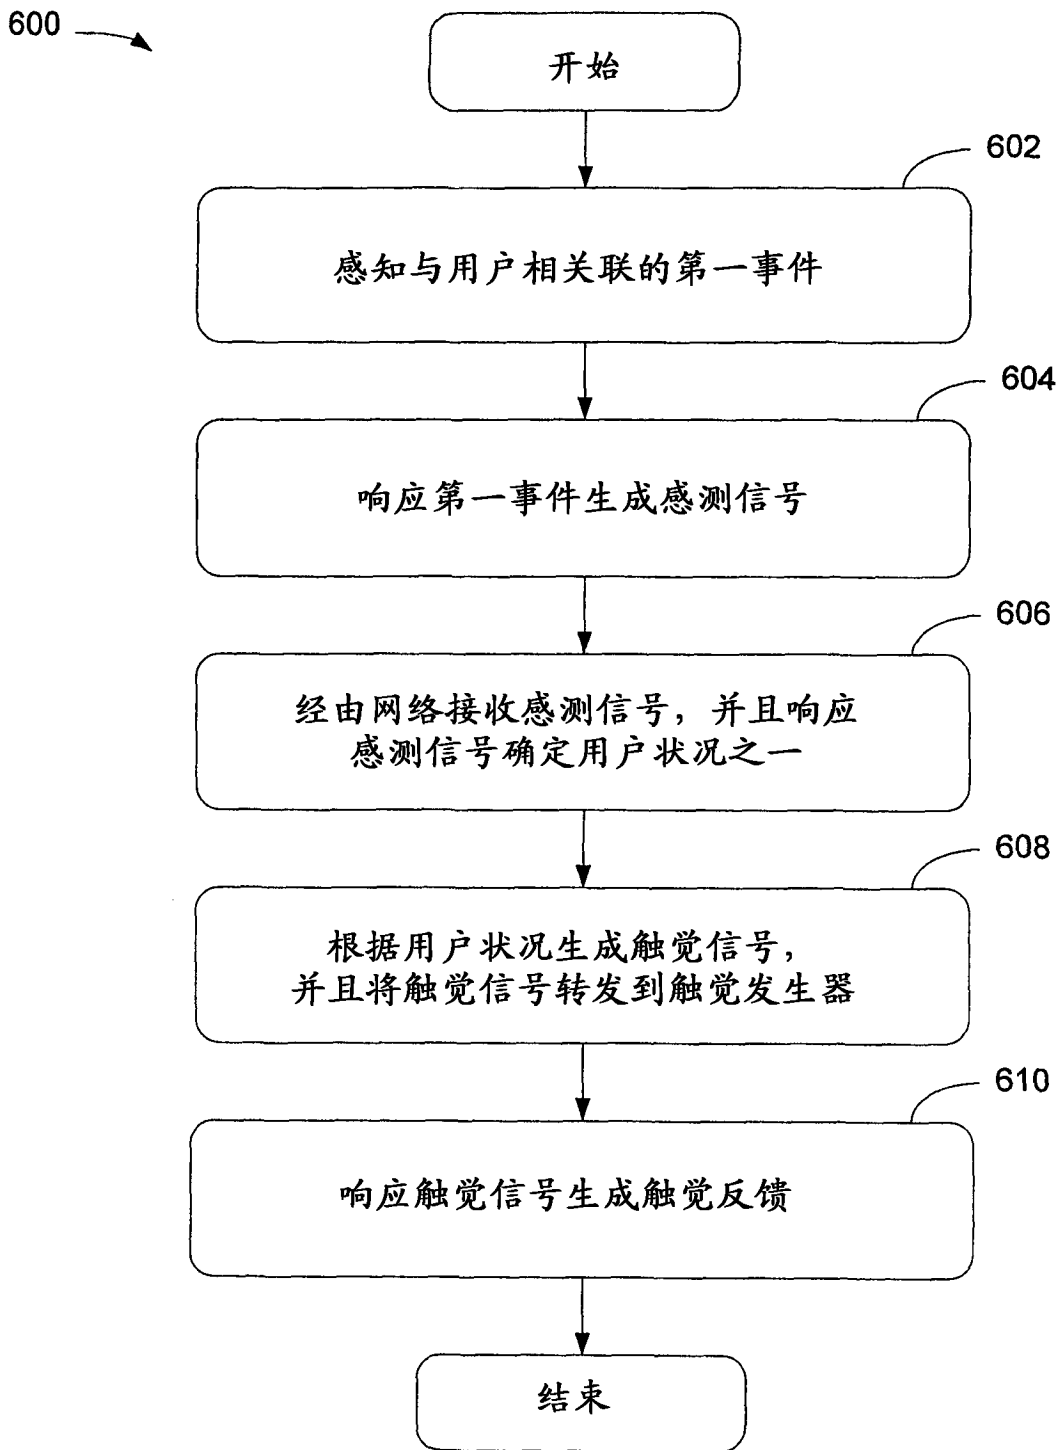 600
开始
602
感知与用户相关联的第一事件
604
响应第一事件生成感测信号
606
经由网络接收感测信号，并且响应
感测信号确定用户状况之一
608
根据用户状况生成触觉信号，
并且将触觉信号转发到触觉发生器
610
响应触觉信号生成触觉反馈
结束